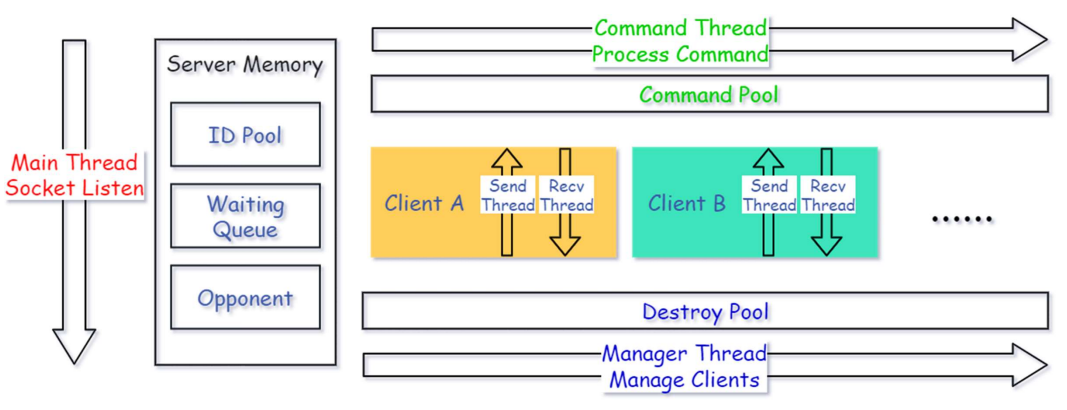 Main Thread
Socket Listen
Server Memory
ID Pool
Waiting
Queue
Opponent
Command Thread
Process Command
Command Pool
Client A
Send
Thread
Recv
Thread
Client B
Send
Thread
Recv
Thread
......
Destroy Pool
Manager Thread
Manage Clients